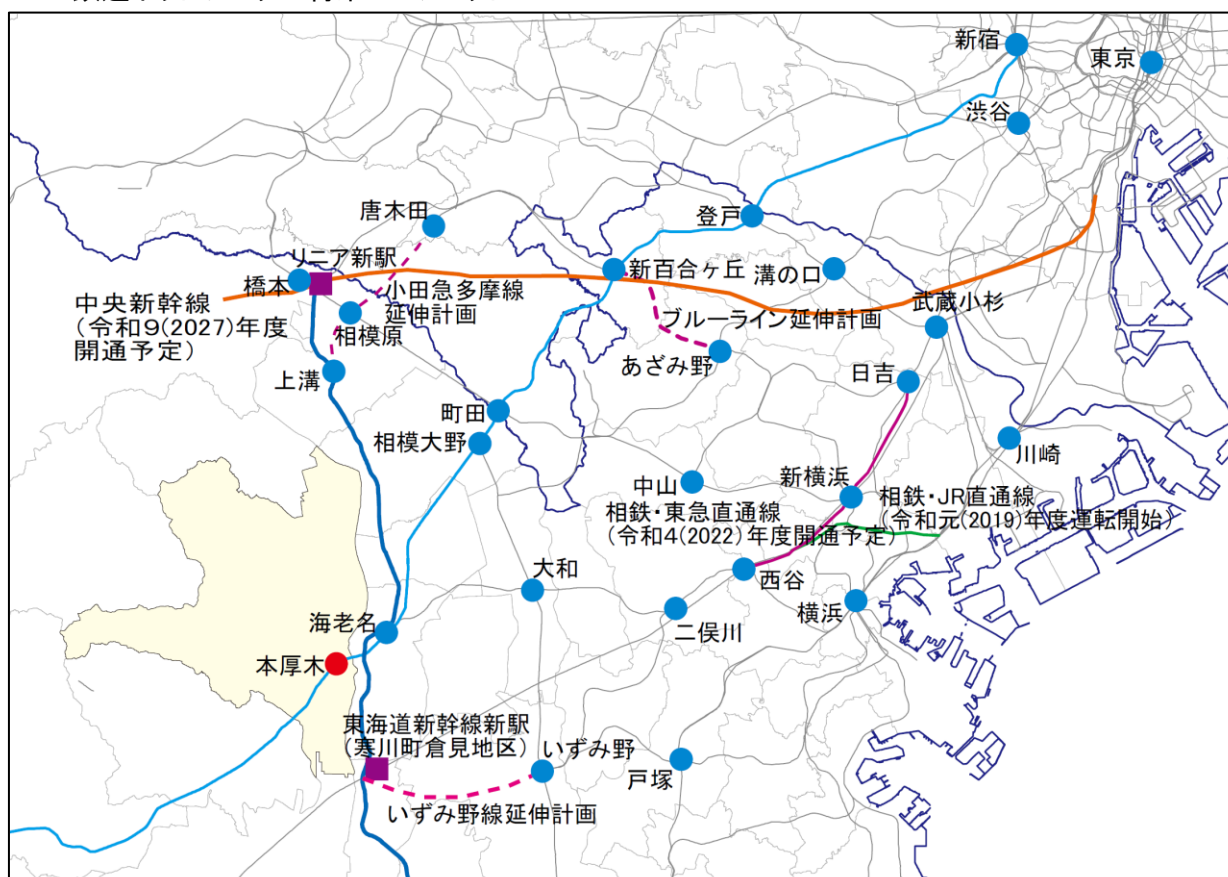 新宿
東京
渋谷
唐木田
登戸
リニア新駅
橋本
新百合ヶ丘
溝の口
中央新幹線
(令和9(2027)年度
開通予定)
小田急多摩線
延伸計画
相模原
ブルーライン延伸計画
武蔵小杉
あざみ野
上溝
日吉
町田
相模大野
川崎
中山
新横浜
相鉄・東急直通線
(令和4(2022)年度開通予定)
相鉄・JR直通線
(令和元(2019)年度運転開始)
大和
西谷
横浜
海老名
二俣川
本厚木
東海道新幹線新駅
(寒川町倉見地区)
いずみ野
戸塚
いずみ野線延伸計画